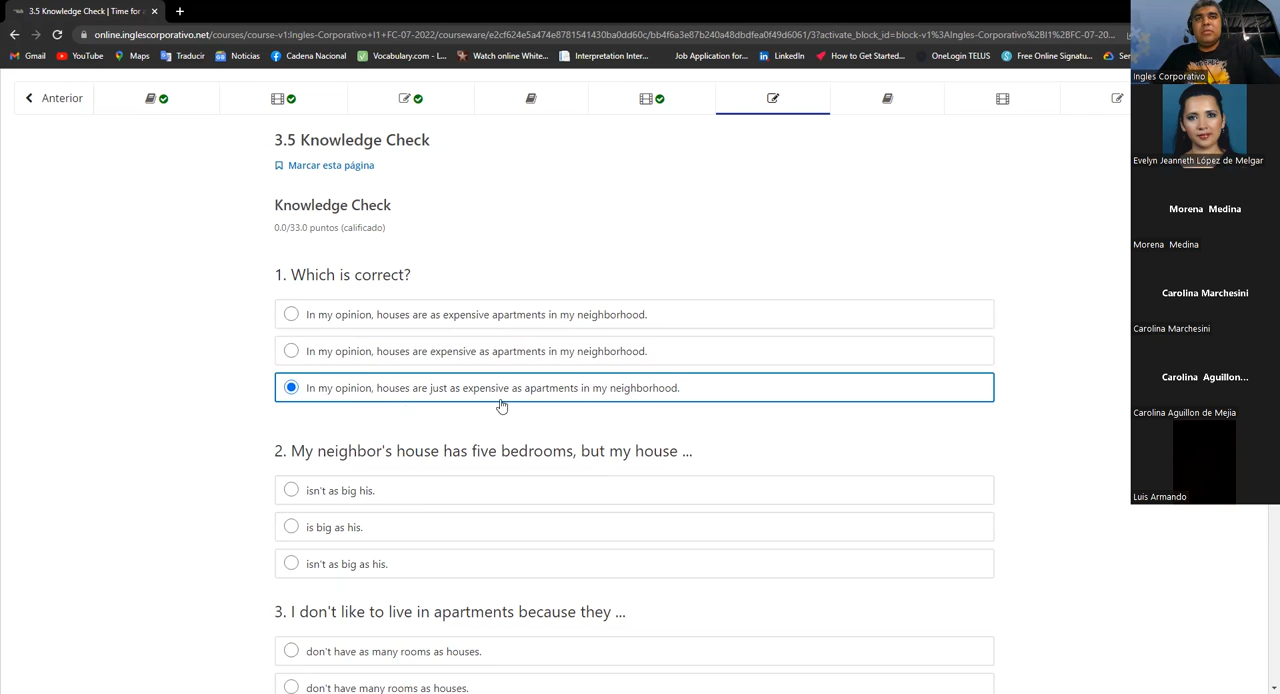 3.5 Knowledge Check | Time for
online.inglescorporativo.net/courses/course-v1:Ingles-Corporativo+I1+FC-07-2022/courseware/e2cf624e5a474e8781541430ba0dd60c/bb4f6a3e87b240a48dbdfea0f49d6061/3?activate_block_id=block-v1%3AIngles-Corporativo%2BI1%2BFC-07-20...
Gmail YouTube Maps Traducir Noticias Cadena Nacional Vocabulary.com - L... Watch online White... Interpretation Inter... Job Application for... LinkedIn How to Get Started... OneLogin TELUS Free Online Signatu... Ser
Anterior
3.5 Knowledge Check
Marcar esta página
Knowledge Check
0.0/33.0 puntos (calificado)
1. Which is correct?
In my opinion, houses are as expensive apartments in my neighborhood.
In my opinion, houses are expensive as apartments in my neighborhood.
In my opinion, houses are just as expensive as apartments in my neighborhood.
2. My neighbor's house has five bedrooms, but my house ...
isn't as big his.
is big as his.
isn't as big as his.
3. I don't like to live in apartments because they ...
don't have as many rooms as houses.
don't have many rooms as houses.
Ingles Corporativo
Evelyn Jeanneth López de Melgar
Morena Medina
Morena Medina
Carolina Marchesini
Carolina Marchesini
Carolina Aguillon...
Carolina Aguillon de Mejia
Luis Armando